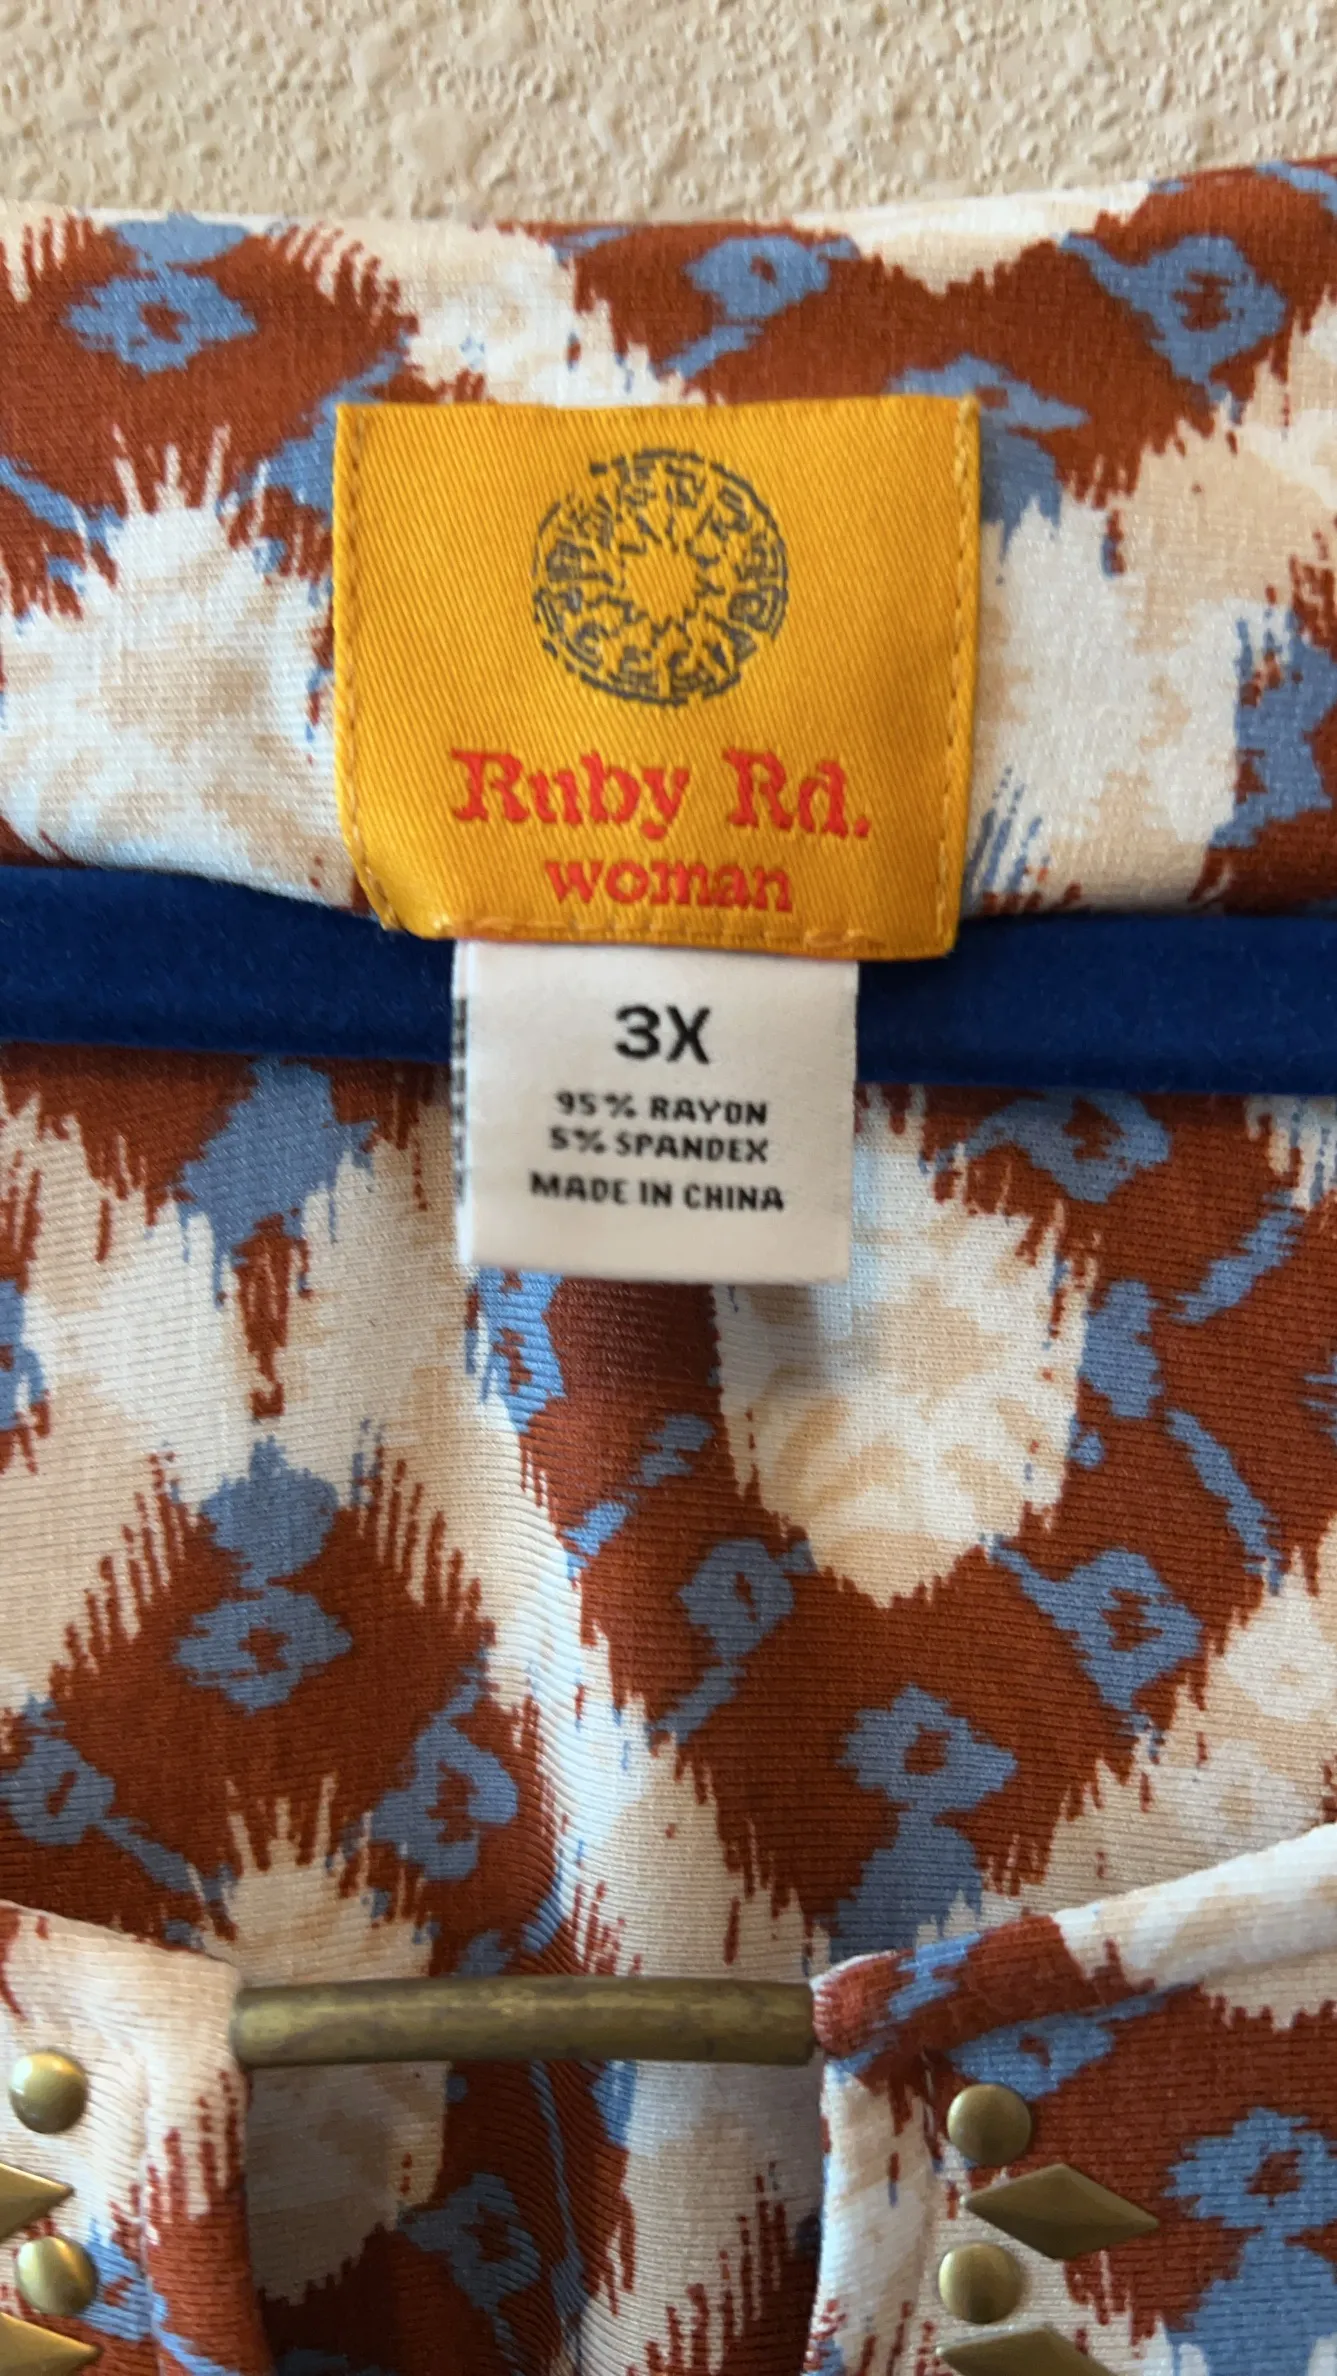 Ruby Rd.
woman
3X
95% RAYON
5% SPANDEX
MADE IN CHINA